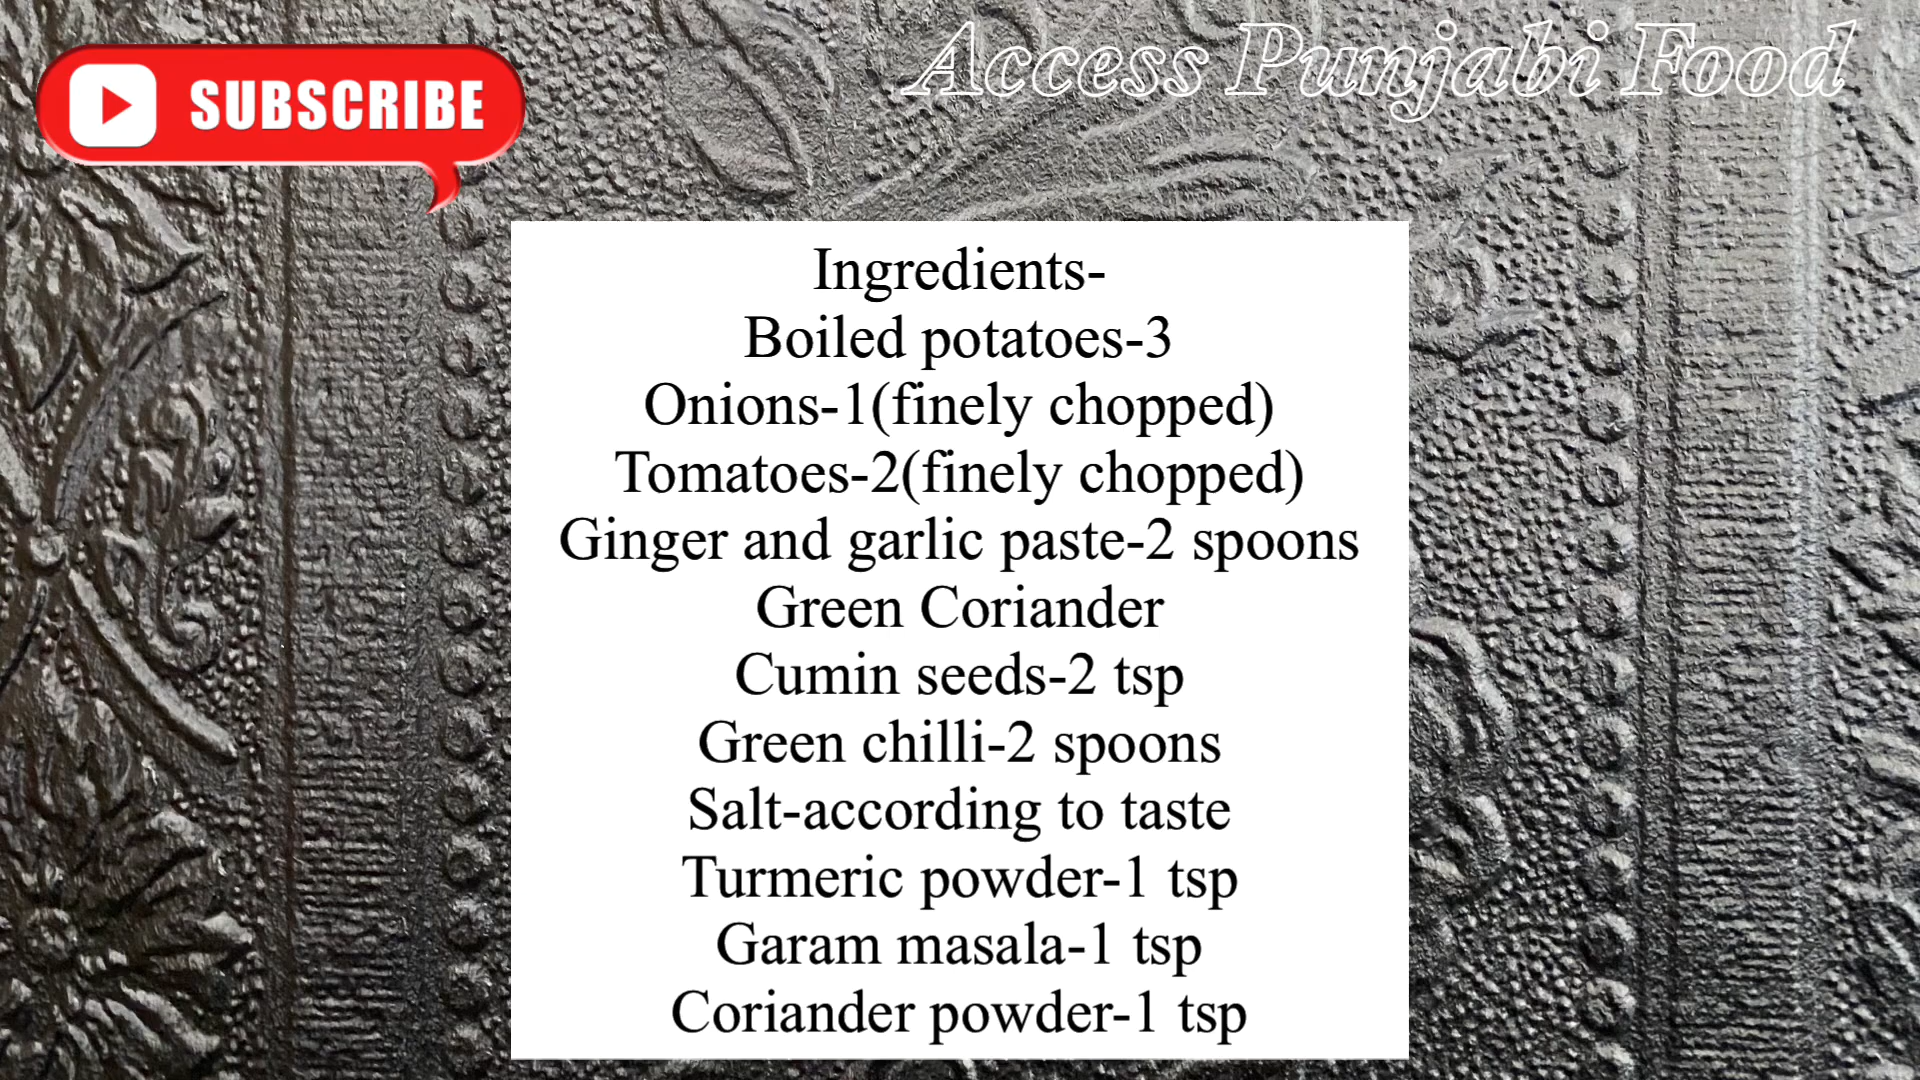 Access Punjabi Food
SUBSCRIBE
Ingredients-
Boiled potatoes-3
Onions-1(finely chopped)
Tomatoes-2(finely chopped)
Ginger and garlic paste-2 spoons
Green Coriander
Cumin seeds-2 tsp
Green chilli-2 spoons
Salt-according to taste
Turmeric powder-1 tsp
Garam masala-1 tsp
Coriander powder-1 tsp